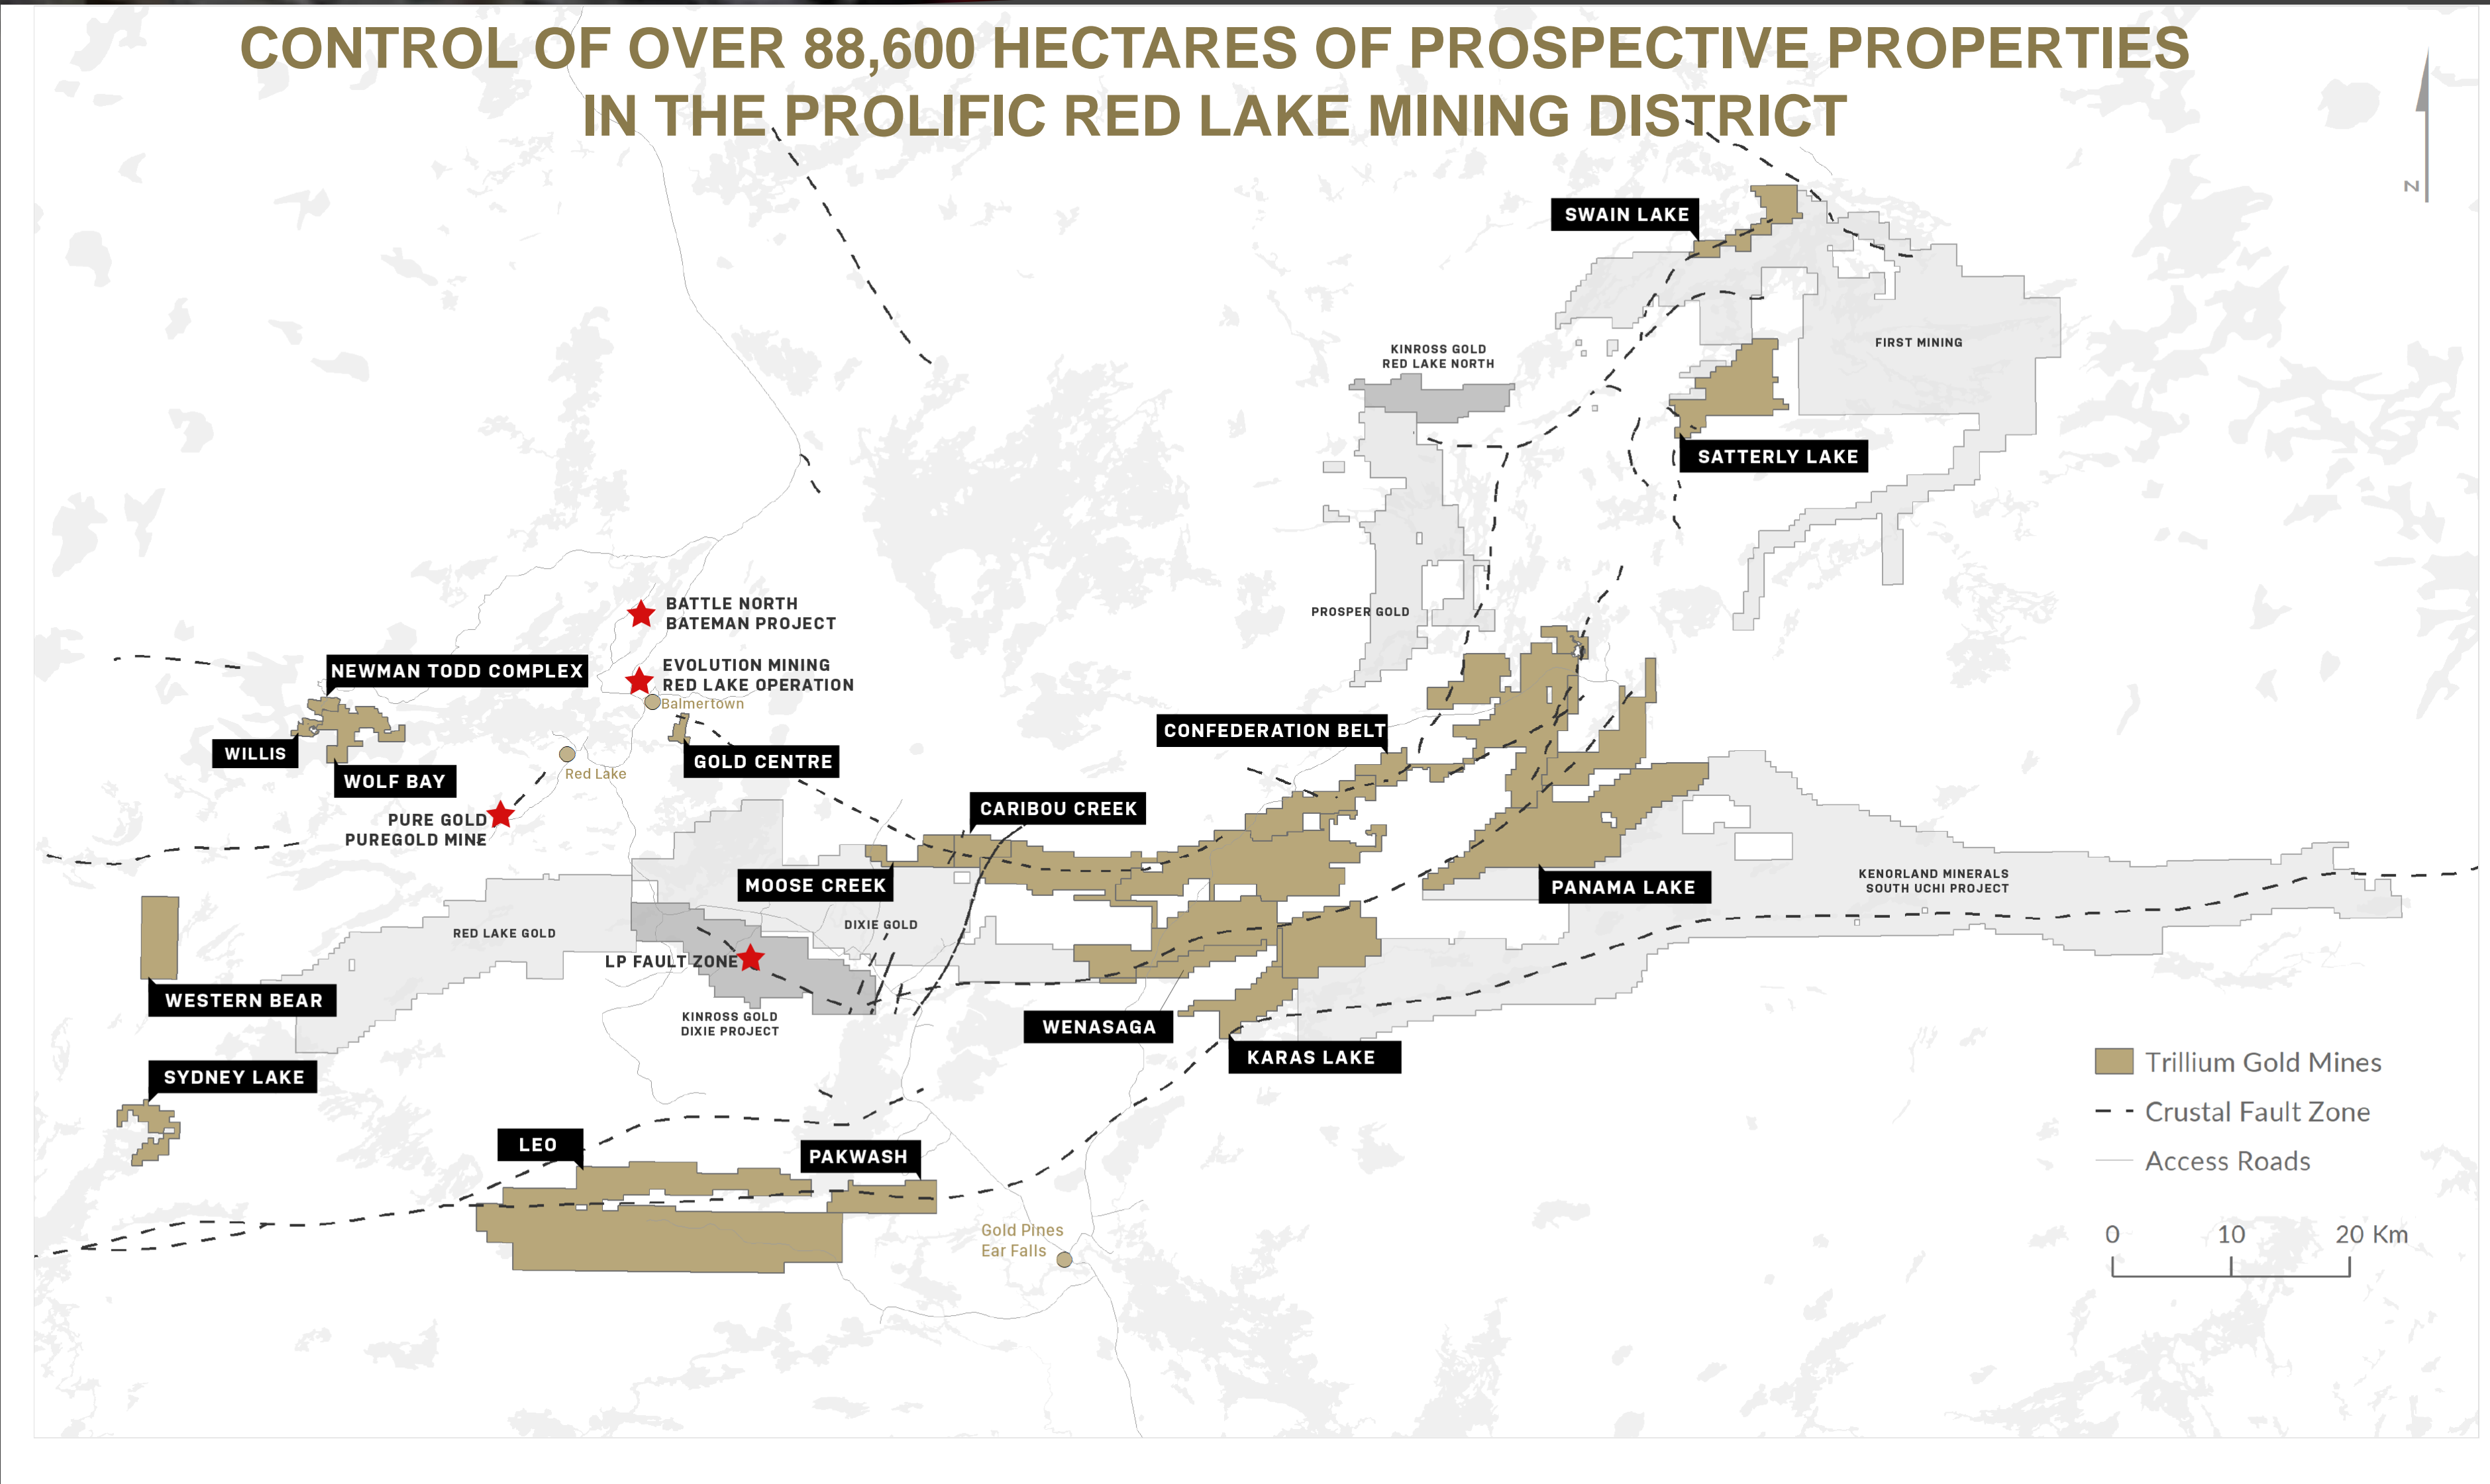 CONTROL OF OVER 88,600 HECTARES OF PROSPECTIVE PROPERTIES
IN THE PROLIFIC RED LAKE MINING DISTRICT
N
SWAIN LAKE
FIRST MINING
KINROSS GOLD
RED LAKE NORTH
SATTERLY LAKE
PROSPER GOLD
BATTLE NORTH
BATEMAN PROJECT
EVOLUTION MINING
RED LAKE OPERATION
Balmertown
NEWMAN TODD COMPLEX
WILLIS
WOLF BAY
GOLD CENTRE
Red Lake
PURE GOLD
PUREGOLD MINE
CONFEDERATION BELT
CARIBOU CREEK
MOOSE CREEK
PANAMA LAKE
KENORLAND MINERALS
SOUTH UCHI PROJECT
RED LAKE GOLD
DIXIE GOLD
LP FAULT ZONE
KINROSS GOLD
DIXIE PROJECT
WESTERN BEAR
WENASAGA
KARAS LAKE
SYDNEY LAKE
LEO
PAKWASH
Gold Pines
Ear Falls
Trillium Gold Mines
Crustal Fault Zone
Access Roads
0 10 20 Km